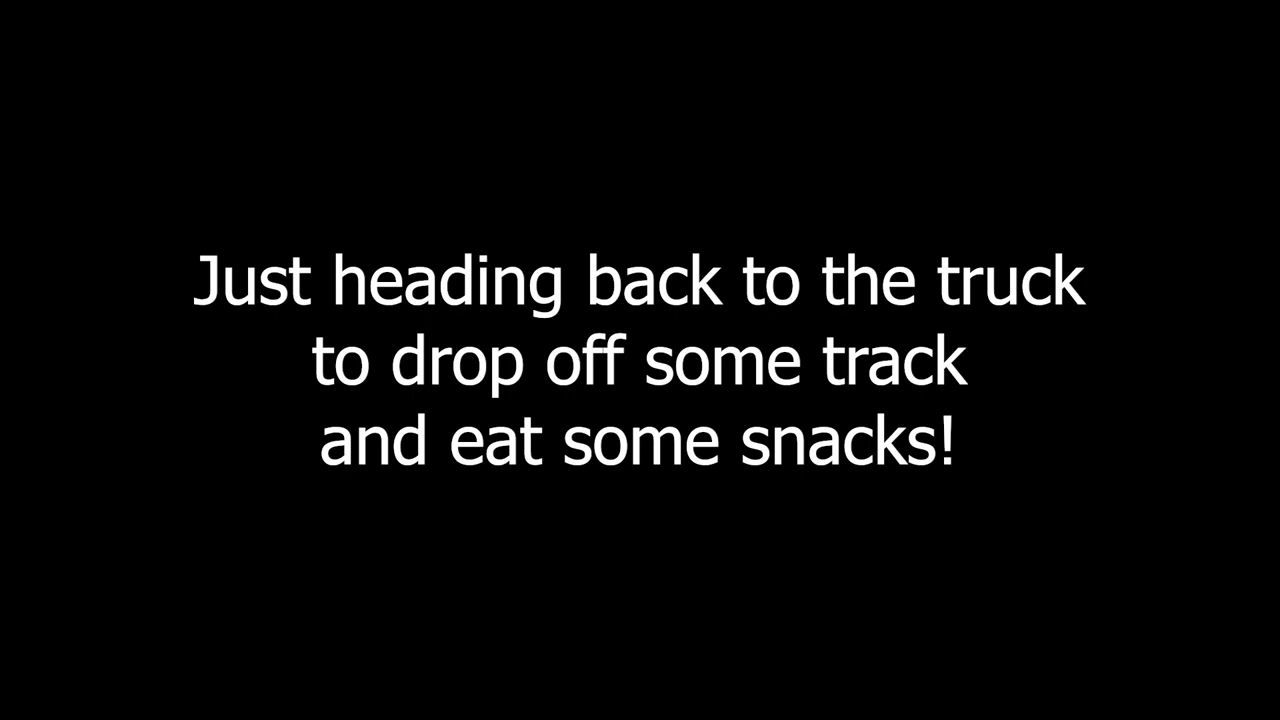 Just heading back to the truck
to drop off some track
and eat some snacks!